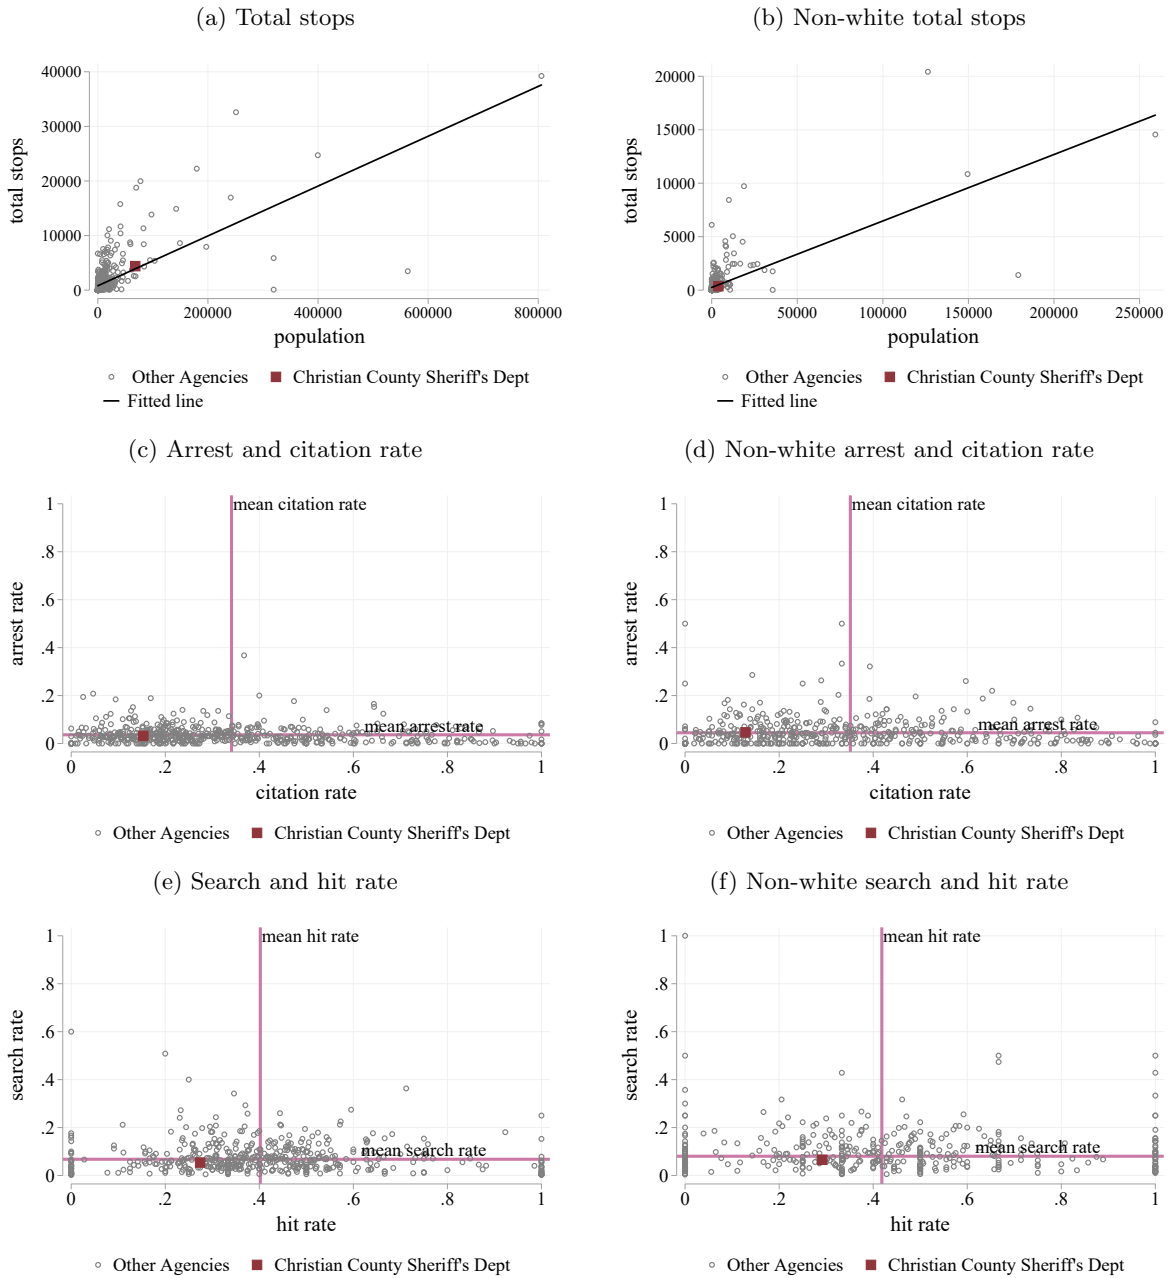 (a) Total stops
(b) Non-white total stops
total stops
40000
30000
20000
10000
0
0 200000 400000 600000 800000
population
Other Agencies Christian County Sheriff's Dept
Fitted line
total stops
20000
15000
10000
5000
0
0 50000 100000 150000 200000 250000
population
Other Agencies Christian County Sheriff's Dept
Fitted line
(c) Arrest and citation rate
(d) Non-white arrest and citation rate
arrest rate
1
.8
.6
.4
.2
0
mean citation rate
mean arrest rate
0 .2 .4 .6 .8 1
citation rate
Other Agencies Christian County Sheriff's Dept
arrest rate
1
.8
.6
.4
.2
0
mean citation rate
mean arrest rate
0 .2 .4 .6 .8 1
citation rate
Other Agencies Christian County Sheriff's Dept
(e) Search and hit rate
(f) Non-white search and hit rate
search rate
1
.8
.6
.4
.2
0
mean hit rate
mean search rate
0 .2 .4 .6 .8 1
hit rate
Other Agencies Christian County Sheriff's Dept
search rate
1
.8
.6
.4
.2
0
mean hit rate
mean search rate
0 .2 .4 .6 .8 1
hit rate
Other Agencies Christian County Sheriff's Dept